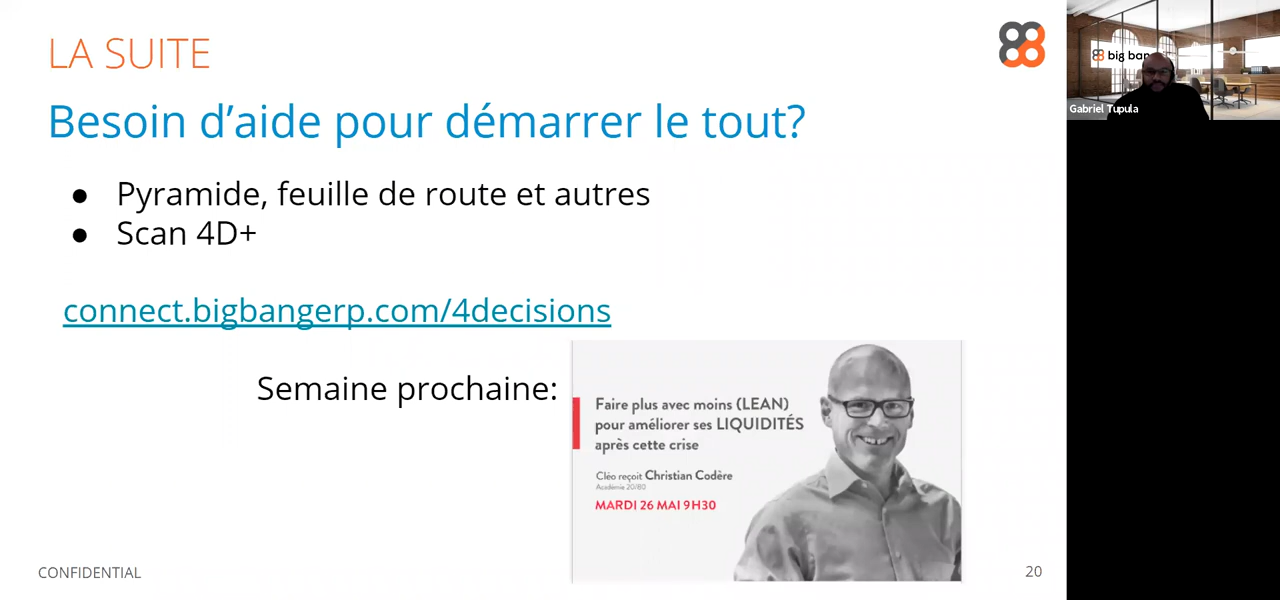 LA SUITE
Besoin d’aide pour démarrer le tout?
● Pyramide, feuille de route et autres
● Scan 4D+
connect.bigbangerp.com/4decisions
Semaine prochaine:
Faire plus avec moins (LEAN)
pour améliorer ses LIQUIDITÉS
après cette crise
Cléo reçoit Christian Codère
Académie 20/80
MARDI 26 MAI 9H30
CONFIDENTIAL
20
big bang
Gabriel Tupula